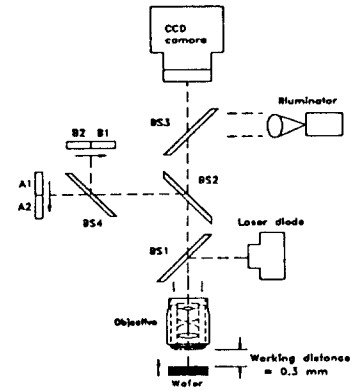 CCD
camera
Illuminator
BS3
B2 B1
BS2
A1
A2
BS4
Laser diode
BS1
Objective
Working distance
= 0.3 mm
Wafer